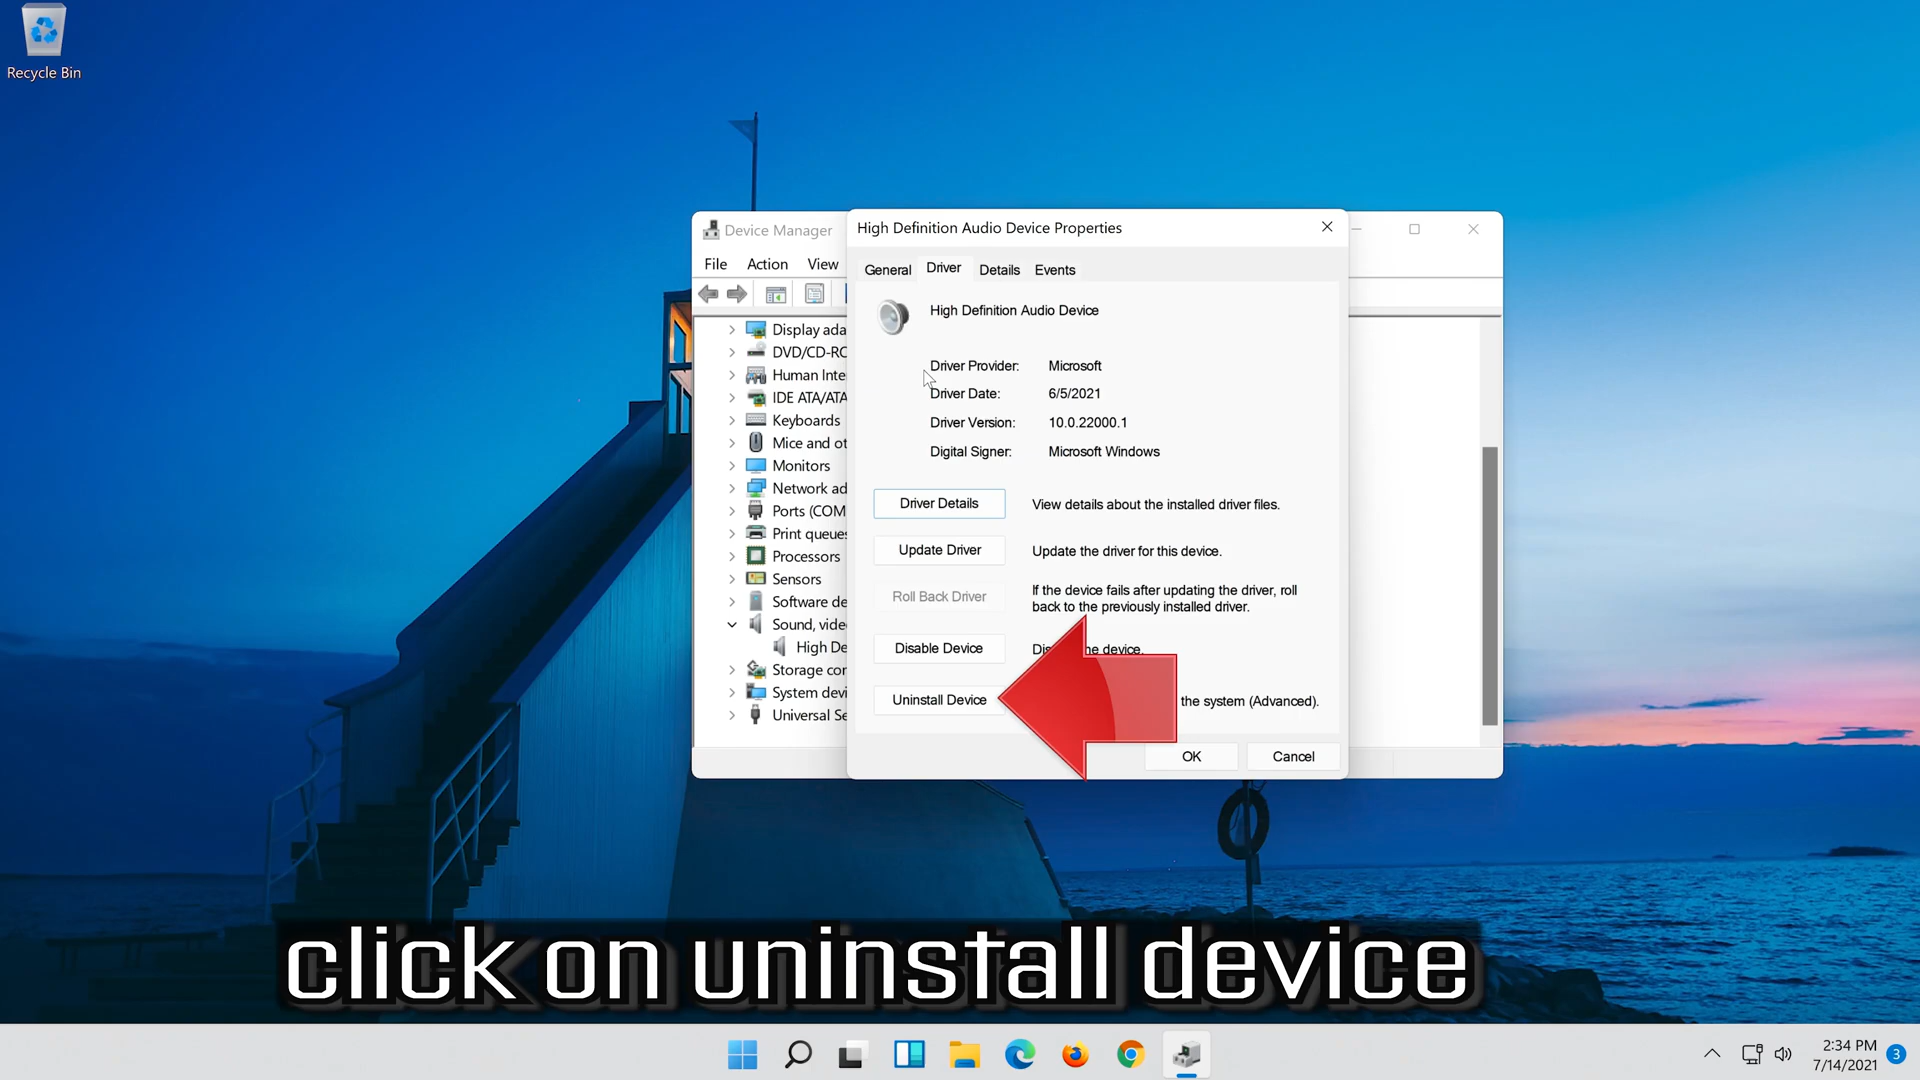 Recycle Bin
Device Manager
File Action View
Display ada
DVD/CD-RO
Human Inte
IDE ATA/ATA
Keyboards
Mice and ot
Monitors
Network ad
Ports (COM
Print queues
Processors
Sensors
Software de
Sound, vide
High De
Storage con
System devi
Universal Se
High Definition Audio Device Properties
General Driver Details Events
High Definition Audio Device
Driver Provider: Microsoft
Driver Date: 6/5/2021
Driver Version: 10.0.22000.1
Digital Signer: Microsoft Windows
Driver Details View details about the installed driver files.
Update Driver Update the driver for this device.
Roll Back Driver If the device fails after updating the driver, roll
back to the previously installed driver.
Disable Device Dis he device.
Uninstall Device the system (Advanced).
OK Cancel
click on uninstall device
2:34 PM
7/14/2021
3